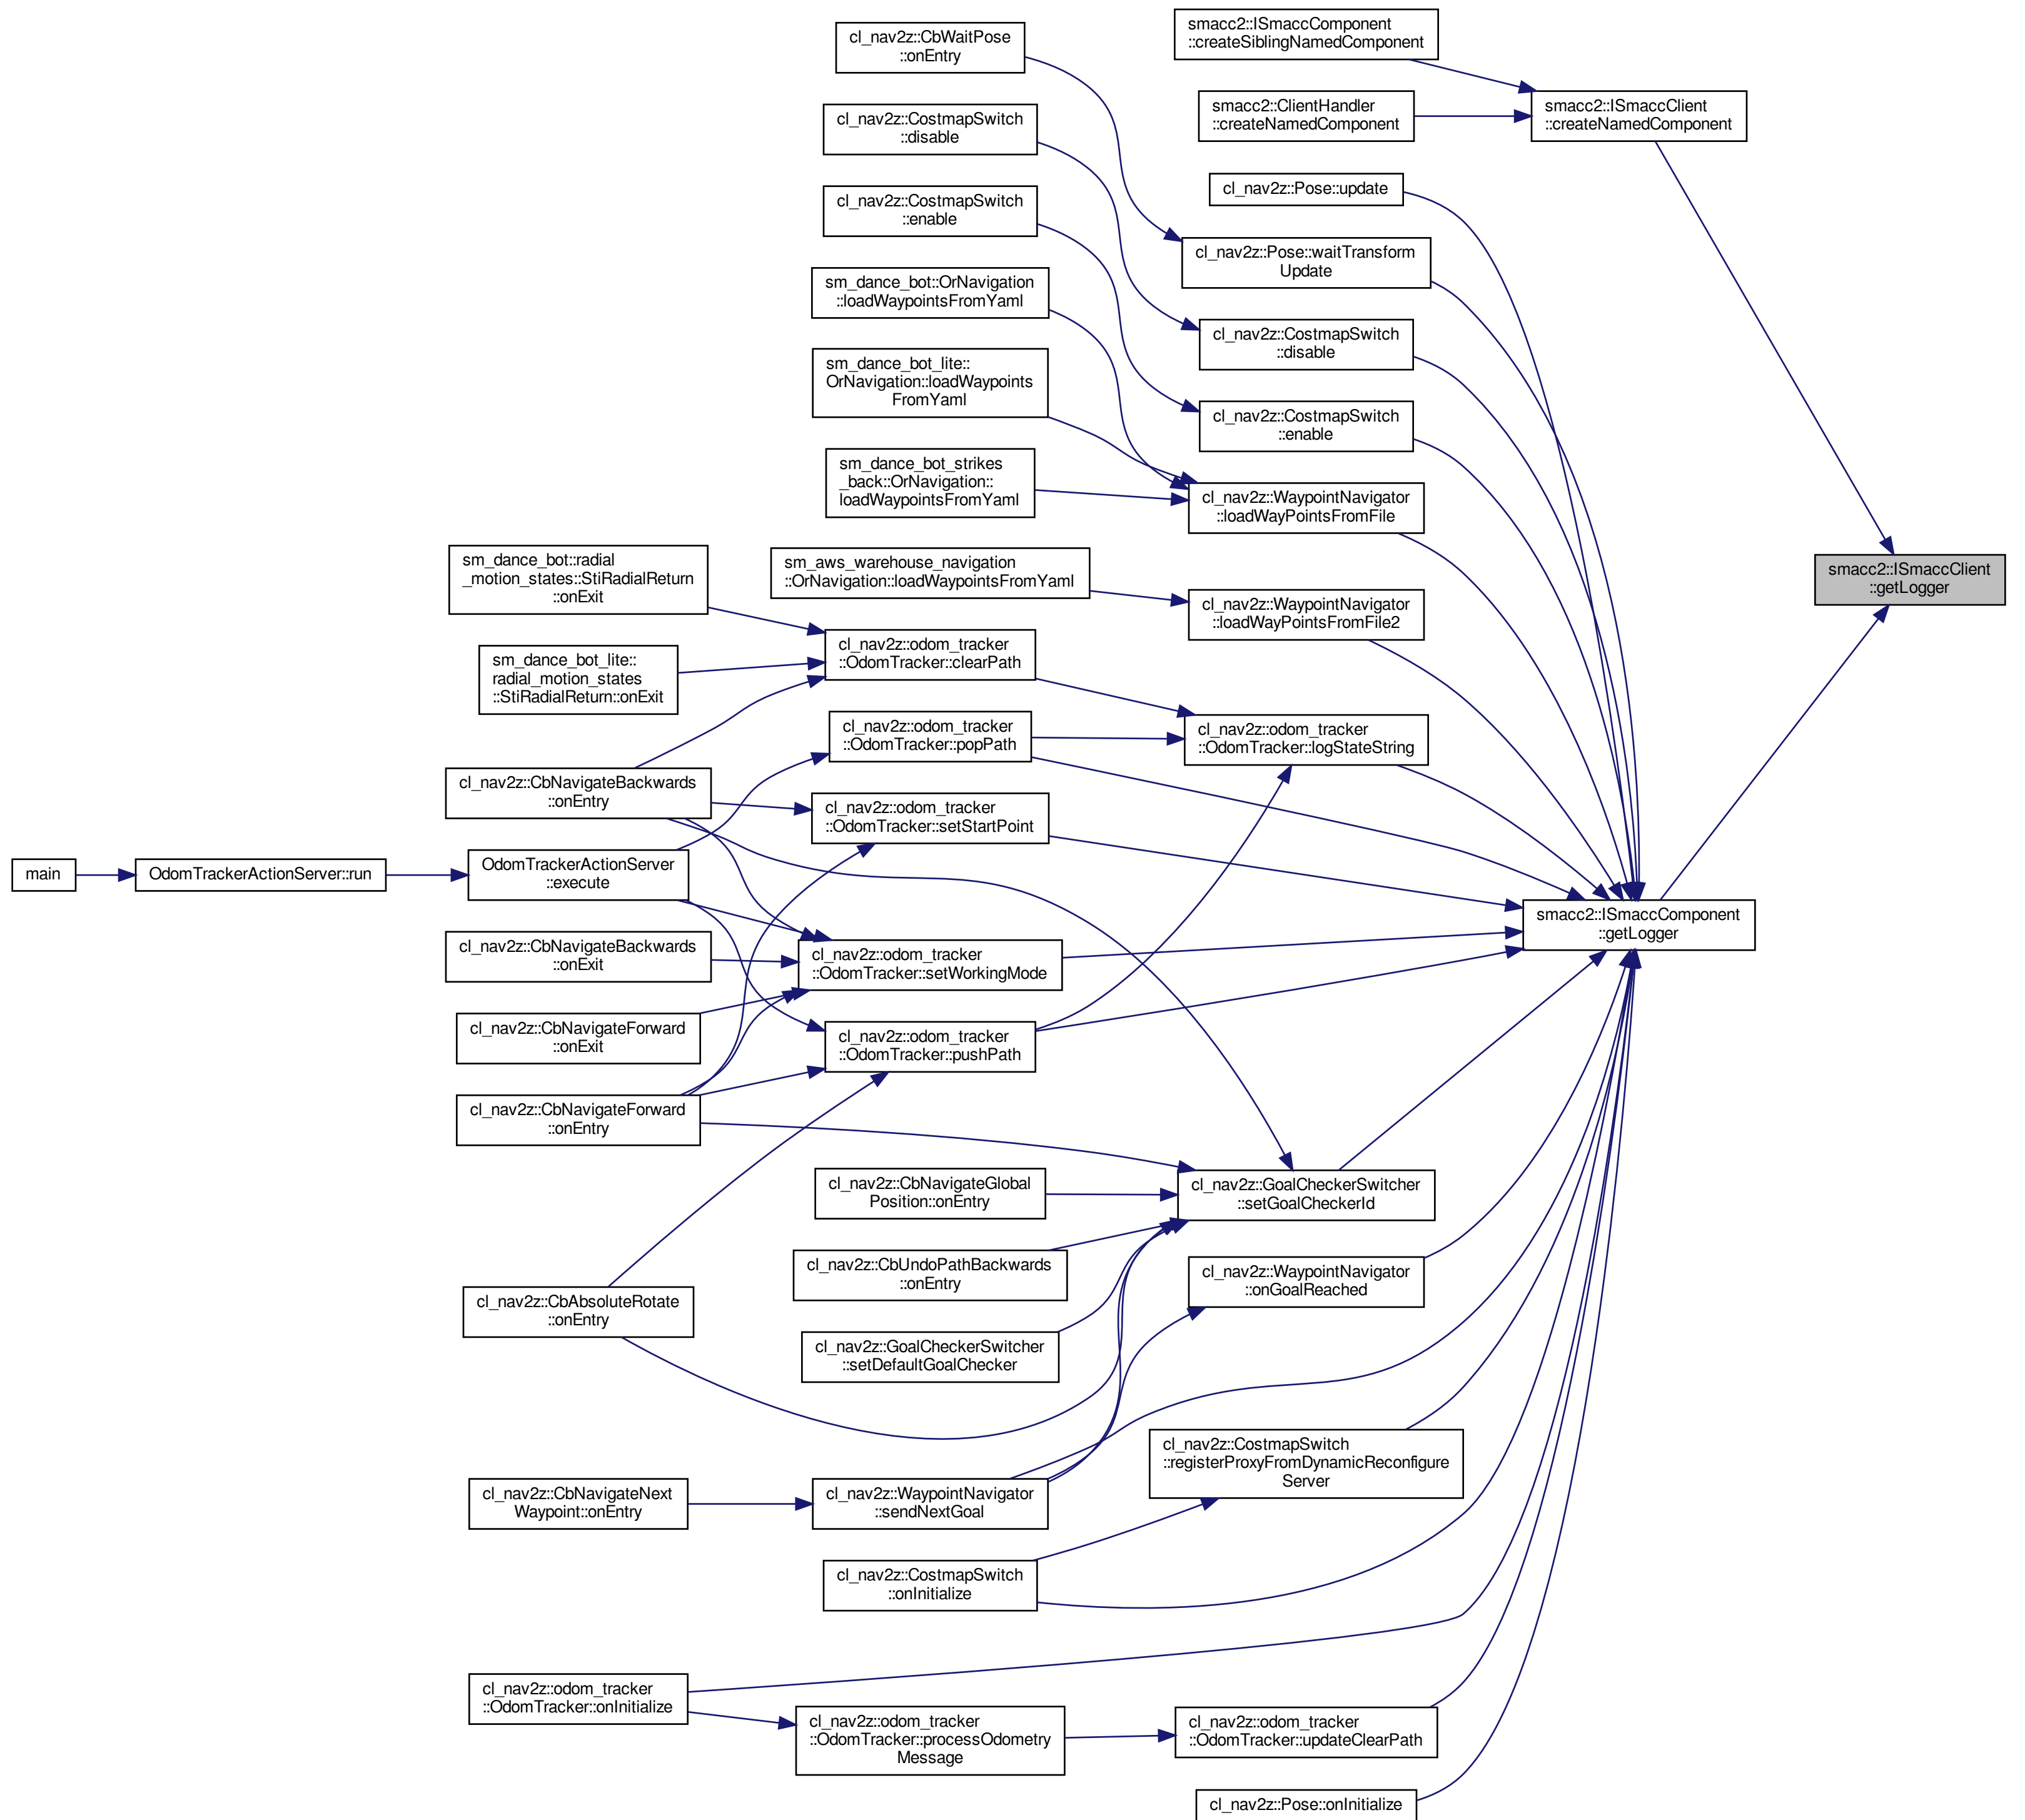 smacc2::ISmaccComponent
::createSiblingNamedComponent
cl_nav2z::CbWaitPose
::onEntry
smacc2::ClientHandler
::createNamedComponent
smacc2::ISmaccClient
::createNamedComponent
cl_nav2z::CostmapSwitch
::disable
cl_nav2z::Pose::update
cl_nav2z::CostmapSwitch
::enable
cl_nav2z::Pose::waitTransform
Update
sm_dance_bot::OrNavigation
::loadWaypointsFromYaml
cl_nav2z::CostmapSwitch
::disable
sm_dance_bot_lite::
OrNavigation::loadWaypoints
FromYaml
cl_nav2z::CostmapSwitch
::enable
sm_dance_bot_strikes
_back::OrNavigation::
loadWaypointsFromYaml
cl_nav2z::WaypointNavigator
::loadWayPointsFromFile
sm_dance_bot::radial
_motion_states::StiRadialReturn
::onExit
sm_aws_warehouse_navigation
::OrNavigation::loadWaypointsFromYaml
smacc2::ISmaccClient
::getLogger
cl_nav2z::WaypointNavigator
::loadWayPointsFromFile2
cl_nav2z::odom_tracker
::OdomTracker::clearPath
sm_dance_bot_lite::
radial_motion_states
::StiRadialReturn::onExit
cl_nav2z::odom_tracker
::OdomTracker::popPath
cl_nav2z::odom_tracker
::OdomTracker::logStateString
cl_nav2z::CbNavigateBackwards
::onEntry
cl_nav2z::odom_tracker
::OdomTracker::setStartPoint
main
OdomTrackerActionServer::run
OdomTrackerActionServer
::execute
smacc2::ISmaccComponent
::getLogger
cl_nav2z::CbNavigateBackwards
::onExit
cl_nav2z::odom_tracker
::OdomTracker::setWorkingMode
cl_nav2z::CbNavigateForward
::onExit
cl_nav2z::odom_tracker
::OdomTracker::pushPath
cl_nav2z::CbNavigateForward
::onEntry
cl_nav2z::CbNavigateGlobal
Position::onEntry
cl_nav2z::GoalCheckerSwitcher
::setGoalCheckerId
cl_nav2z::CbUndoPathBackwards
::onEntry
cl_nav2z::WaypointNavigator
::onGoalReached
cl_nav2z::CbAbsoluteRotate
::onEntry
cl_nav2z::GoalCheckerSwitcher
::setDefaultGoalChecker
cl_nav2z::CostmapSwitch
::registerProxyFromDynamicReconfigure
Server
cl_nav2z::CbNavigateNext
Waypoint::onEntry
cl_nav2z::WaypointNavigator
::sendNextGoal
cl_nav2z::CostmapSwitch
::onInitialize
cl_nav2z::odom_tracker
::OdomTracker::onInitialize
cl_nav2z::odom_tracker
::OdomTracker::processOdometry
Message
cl_nav2z::odom_tracker
::OdomTracker::updateClearPath
cl_nav2z::Pose::onInitialize